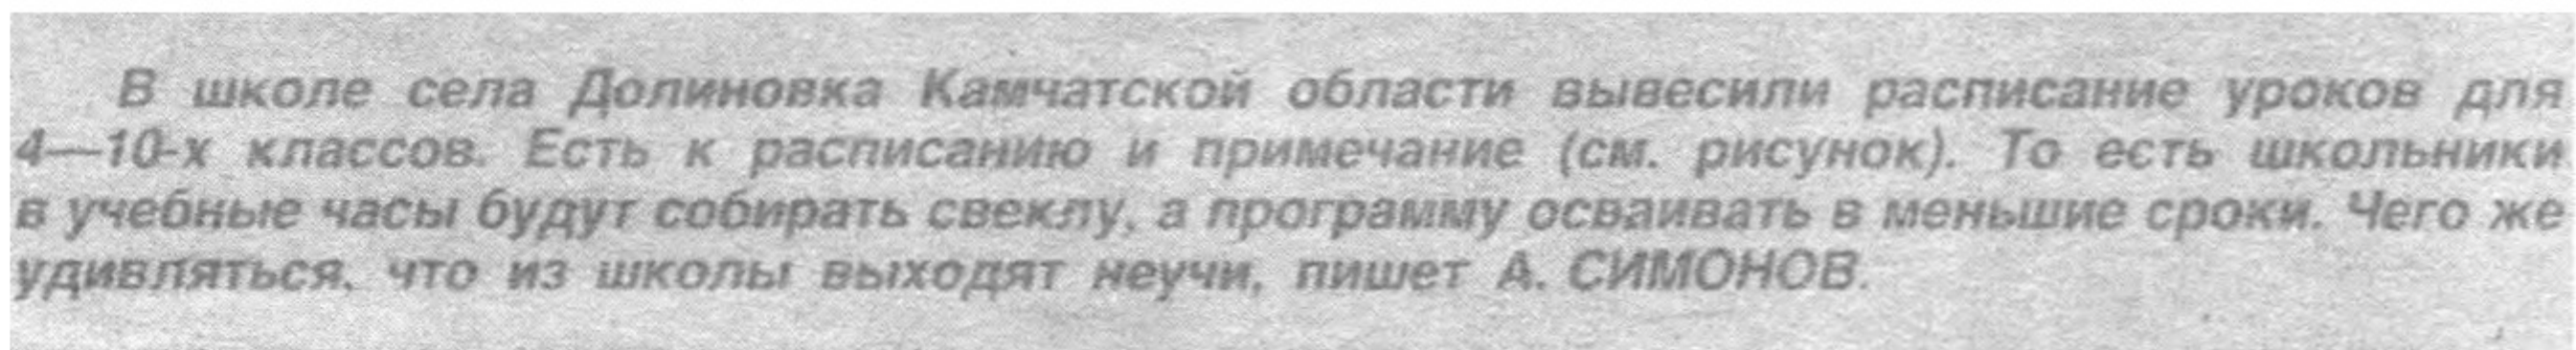 В школе села Долиновка Камчатской области вывесили расписание уроков для
4—10-х классов. Есть к расписанию и примечание (см. рисунок). То есть школьники
в учебные часы будут собирать свеклу, а программу осваивать в меньшие сроки. Чего же
удивляться, что из школы выходят неучи, пишет А. СИМОНОВ.